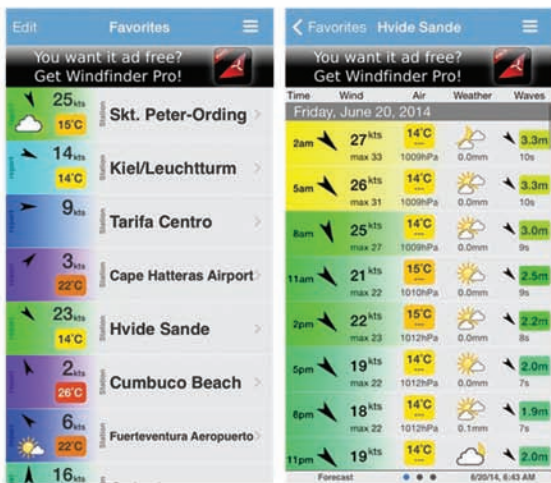 Edit Favorites
You want it ad free?
Get Windfinder Pro!
25kts
15°C
Station
Skt. Peter-Ording
14kts
14°C
Station
Kiel/Leuchtturm
9kts
Station
Tarifa Centro
3kts
22°C
Station
Cape Hatteras Airport
23kts
14°C
Station
Hvide Sande
2kts
26°C
Station
Cumbuco Beach
6kts
22°C
Station
Fuerteventura Aeropuerto
16kts
Favorites Hvide Sande
You want it ad free?
Get Windfinder Pro!
Time Wind Air Weather Waves
Friday, June 20, 2014
2am 27kts 14°C 3.3m
max 33 1009hPa 0.0mm 10s
5am 26kts 14°C 3.3m
max 31 1009hPa 0.0mm 10s
8am 25kts 14°C 3.0m
max 27 1009hPa 0.0mm 9s
11am 21kts 15°C 2.5m
max 22 1010hPa 0.0mm 9s
2pm 22kts 15°C 2.2m
max 23 1012hPa 0.0mm 8s
5pm 19kts 14°C 2.0m
max 22 1012hPa 0.0mm 7s
8pm 18kts 14°C 1.9m
max 22 1012hPa 0.1mm 7s
11pm 19kts 14°C 2.0m
Forecast 6/20/14, 6:43 AM